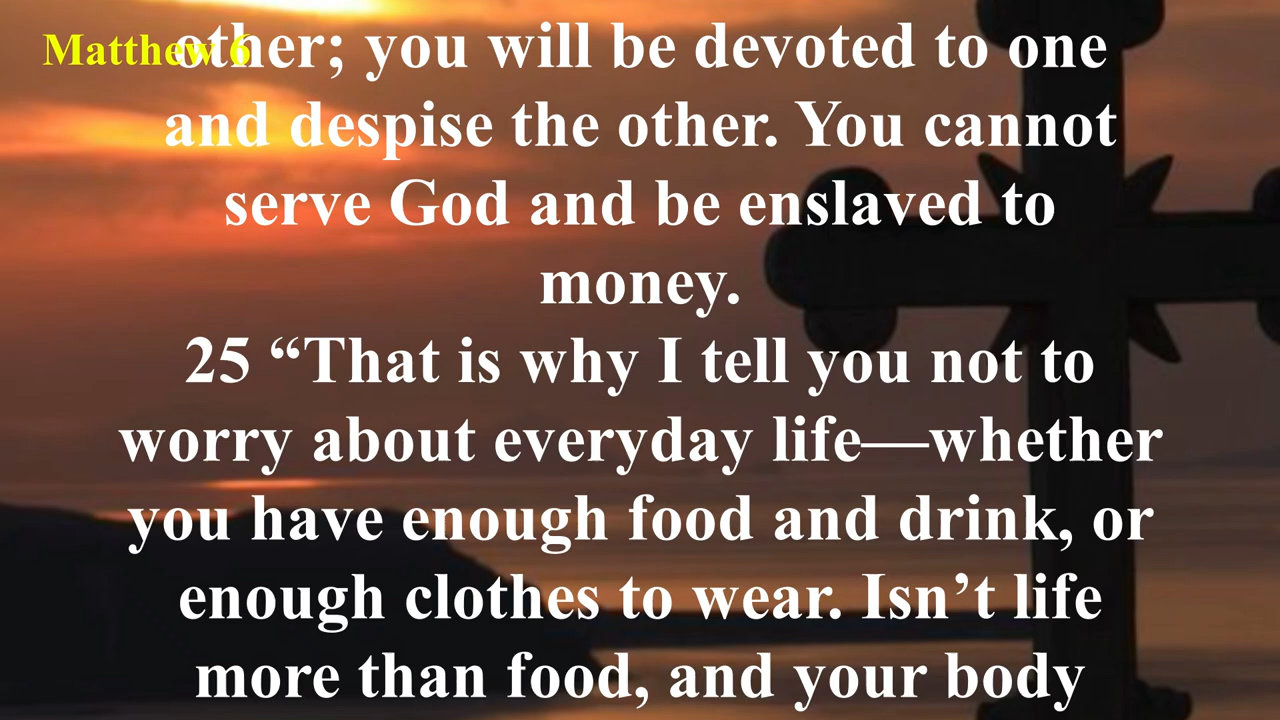 Matthew 6
other; you will be devoted to one
and despise the other. You cannot
serve God and be enslaved to
money.
25 “That is why I tell you not to
worry about everyday life—whether
you have enough food and drink, or
enough clothes to wear. Isn’t life
more than food, and your body